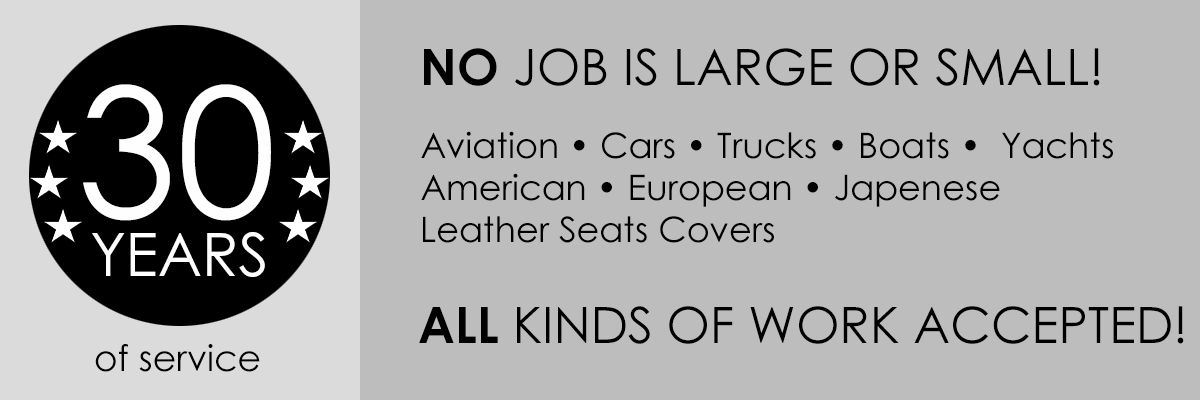 30
YEARS
of service
NO JOB IS LARGE OR SMALL!
Aviation • Cars • Trucks • Boats • Yachts
American • European • Japenese
Leather Seats Covers
ALL KINDS OF WORK ACCEPTED!